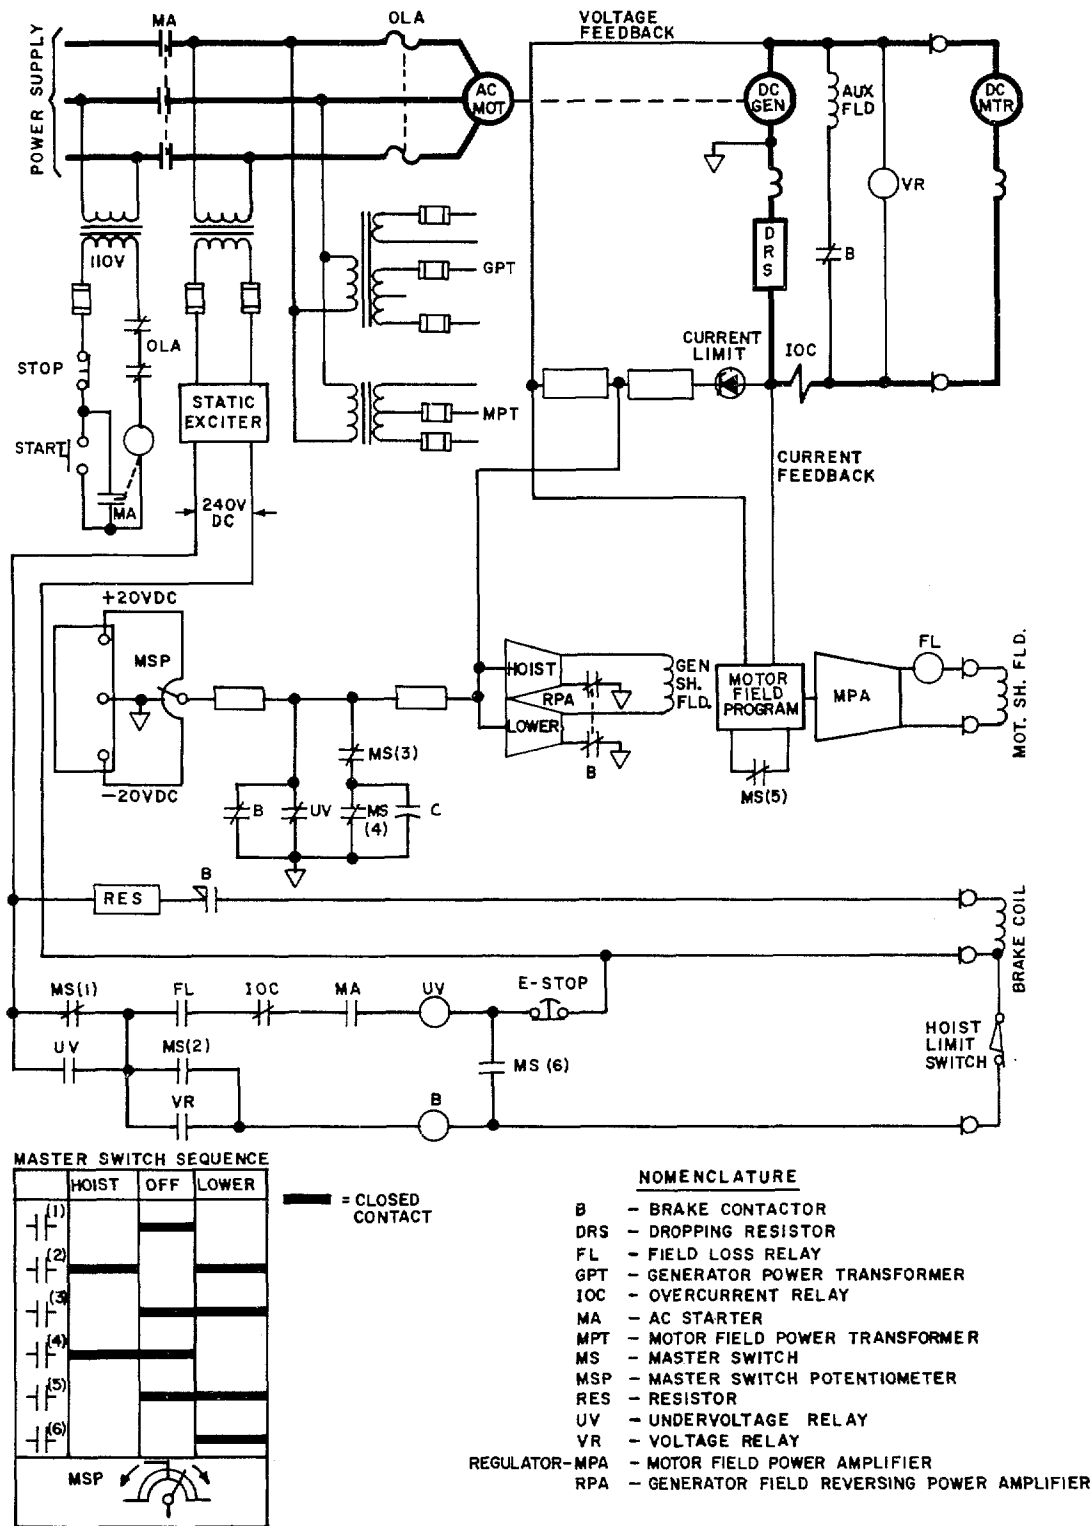 MA
OLA
VOLTAGE
FEEDBACK
POWER SUPPLY
AC
MOT
DC
GEN
AUX
FLD
DC
MTR
VR
110V
GPT
D
R
S
B
OLA
STOP
CURRENT
LIMIT
IOC
STATIC
EXCITER
MPT
START
MA
240V
DC
CURRENT
FEEDBACK
+20VDC
MSP
-20VDC
HOIST
RPA
LOWER
B
GEN
SH.
FLD.
MOTOR
FIELD
PROGRAM
MPA
FL
MOT. SH. FLD.
MS(3)
MS(5)
B
UV
MS
(4)
C
RES
B
BRAKE COIL
MS(1)
FL
IOC
MA
UV
E-STOP
HOIST
LIMIT
SWITCH
UV
MS(2)
MS (6)
VR
B
MASTER SWITCH SEQUENCE
HOIST OFF LOWER
(1)
(2)
(3)
(4)
(5)
(6)
MSP
= CLOSED
CONTACT
NOMENCLATURE
B - BRAKE CONTACTOR
DRS - DROPPING RESISTOR
FL - FIELD LOSS RELAY
GPT - GENERATOR POWER TRANSFORMER
IOC - OVERCURRENT RELAY
MA - AC STARTER
MPT - MOTOR FIELD POWER TRANSFORMER
MS - MASTER SWITCH
MSP - MASTER SWITCH POTENTIOMETER
RES - RESISTOR
UV - UNDERVOLTAGE RELAY
VR - VOLTAGE RELAY
REGULATOR-MPA - MOTOR FIELD POWER AMPLIFIER
RPA - GENERATOR FIELD REVERSING POWER AMPLIFIER